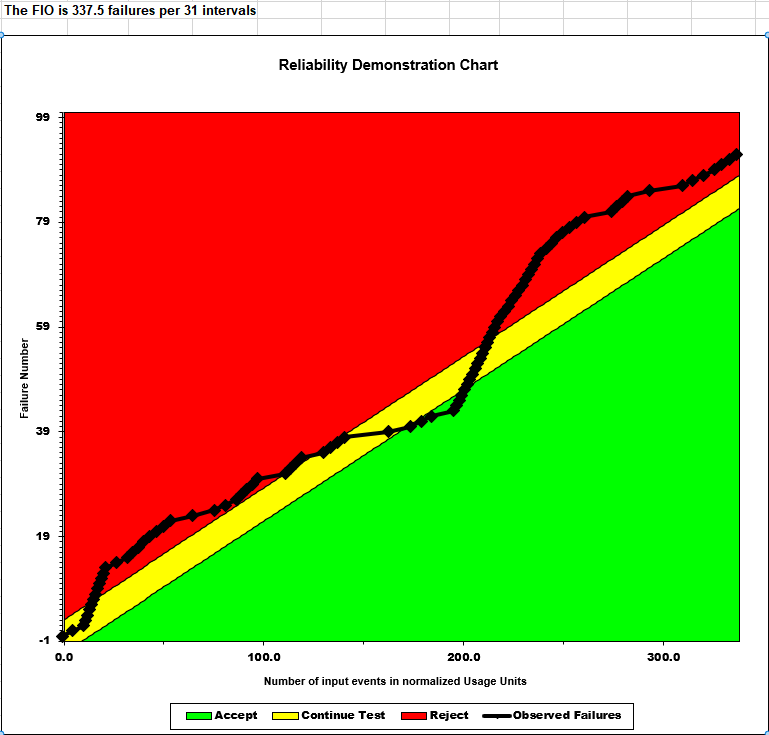 The FIO is 337.5 failures per 31 intervals
Reliability Demonstration Chart
99
79
59
39
19
-1
Failure Number
0.0 100.0 200.0 300.0
Number of input events in normalized Usage Units
Accept Continue Test Reject Observed Failures